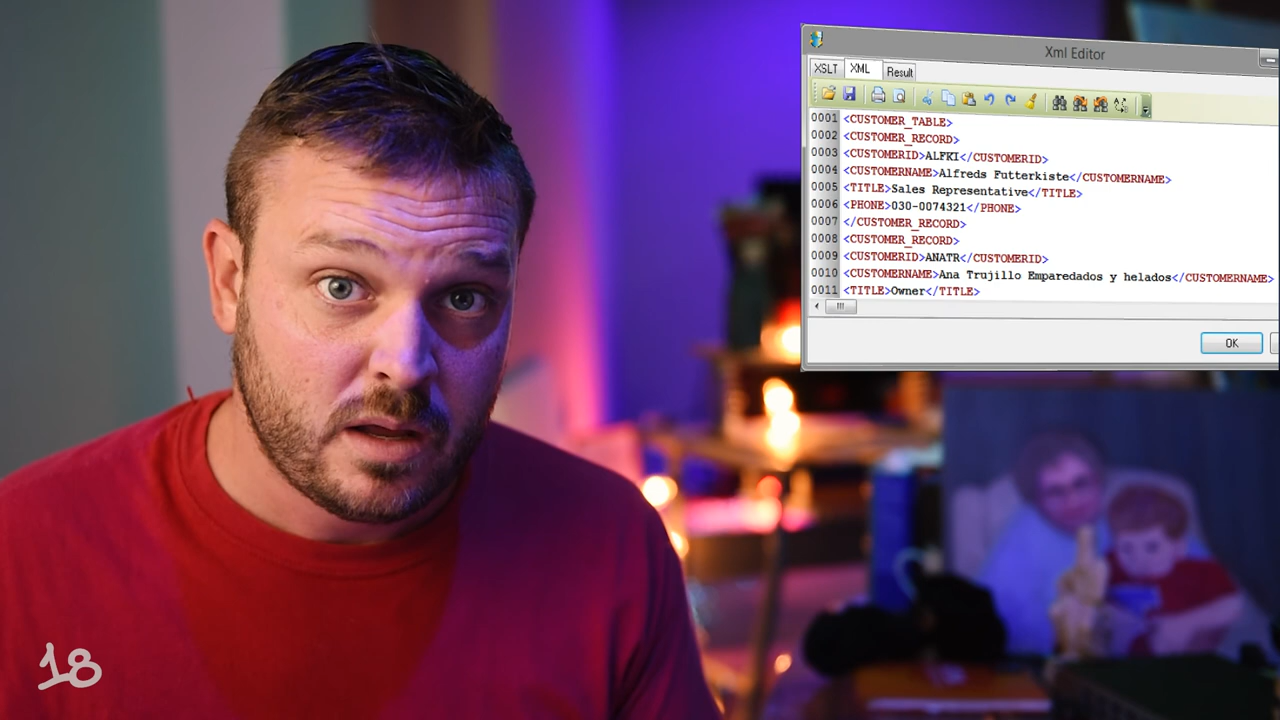 Xml Editor
XSLT XML Result
0001 <CUSTOMER_TABLE>
0002 <CUSTOMER_RECORD>
0003 <CUSTOMERID>ALFKI</CUSTOMERID>
0004 <CUSTOMERNAME>Alfreds Futterkiste</CUSTOMERNAME>
0005 <TITLE>Sales Representative</TITLE>
0006 <PHONE>030-0074321</PHONE>
0007 </CUSTOMER_RECORD>
0008 <CUSTOMER_RECORD>
0009 <CUSTOMERID>ANATR</CUSTOMERID>
0010 <CUSTOMERNAME>Ana Trujillo Emparedados y helados</CUSTOMERNAME>
0011 <TITLE>Owner</TITLE>
OK
18